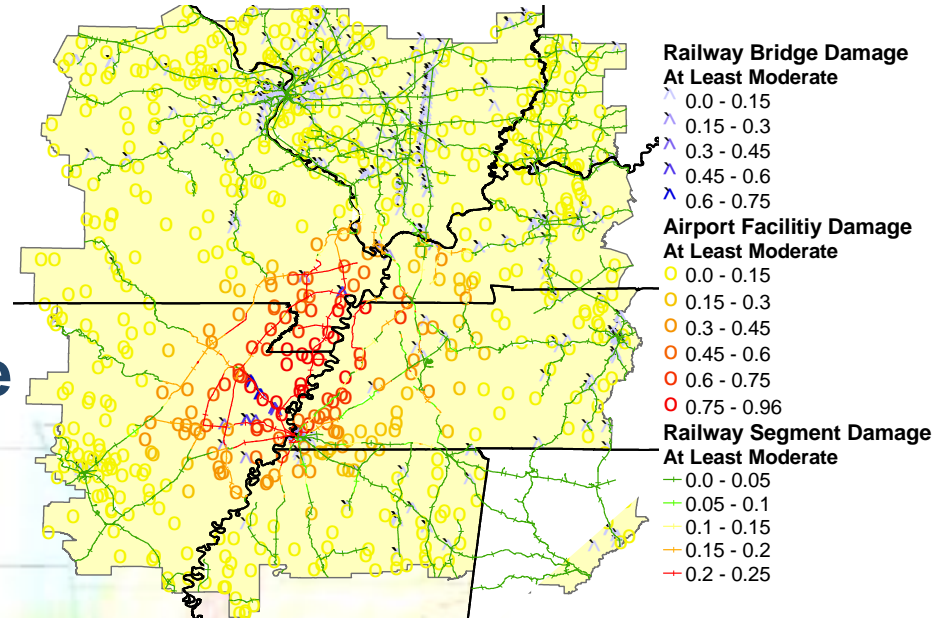 Railway Bridge Damage
At Least Moderate
0.0 - 0.15
0.15 - 0.3
0.3 - 0.45
0.45 - 0.6
0.6 - 0.75
Airport Facilitiy Damage
At Least Moderate
0.0 - 0.15
0.15 - 0.3
0.3 - 0.45
0.45 - 0.6
0.6 - 0.75
0.75 - 0.96
Railway Segment Damage
At Least Moderate
0.0 - 0.05
0.05 - 0.1
0.1 - 0.15
0.15 - 0.2
0.2 - 0.25
e